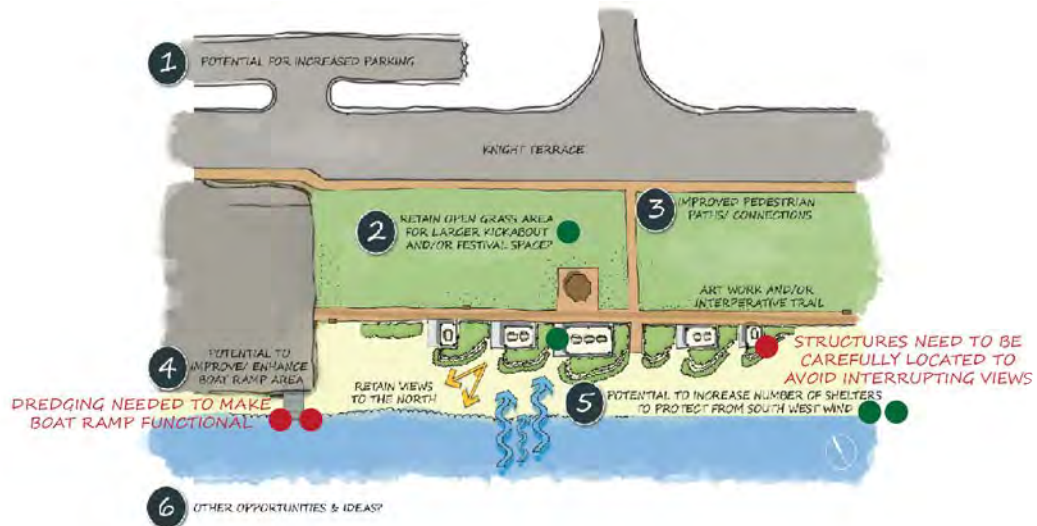 1
POTENTIAL FOR INCREASED PARKING
KNIGHT TERRACE
2
RETAIN OPEN GRASS AREA
FOR LARGER KICKABOUT
AND/OR FESTIVAL SPACE?
3
IMPROVED PEDESTRIAN
PATHS/ CONNECTIONS
ART WORK AND/OR
INTERPERATIVE TRAIL
STRUCTURES NEED TO BE
CAREFULLY LOCATED TO
AVOID INTERRUPTING VIEWS
4
POTENTIAL TO
IMPROVE/ ENHANCE
BOAT RAMP AREA
DREDGING NEEDED TO MAKE
BOAT RAMP FUNCTIONAL
RETAIN VIEWS
TO THE NORTH
5
POTENTIAL TO INCREASE NUMBER OF SHELTERS
TO PROTECT FROM SOUTH WEST WIND
6
OTHER OPPORTUNITIES & IDEAS?